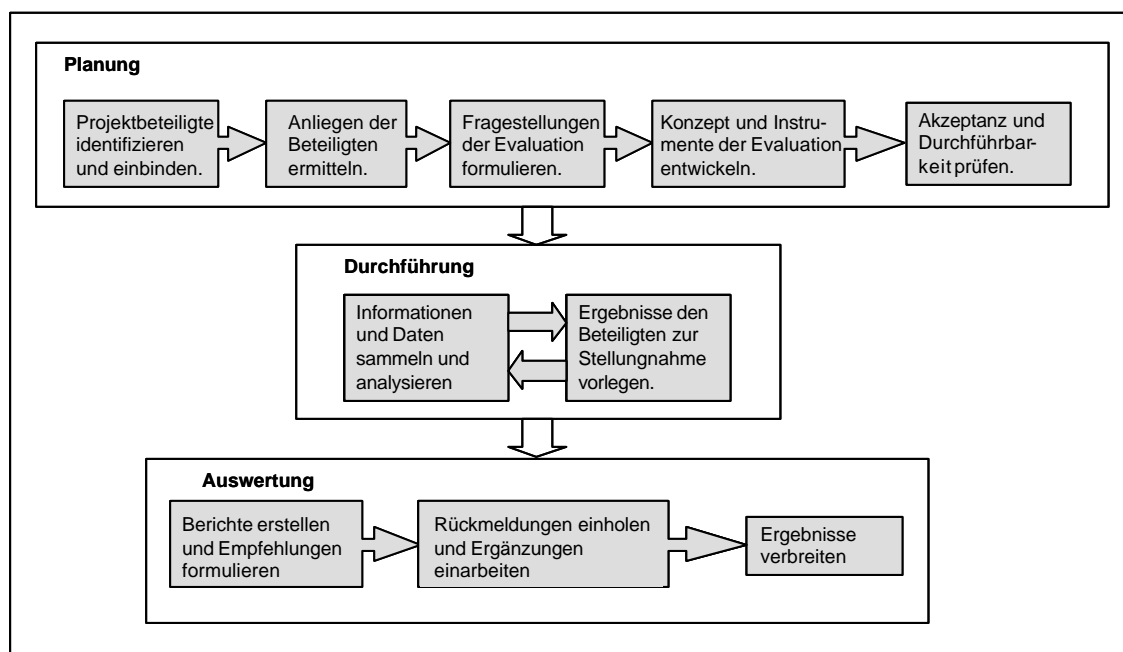 Planung
Projektbeteiligte
identifizieren
und einbinden.
Anliegen der
Beteiligten
ermitteln.
Fragestellungen
der Evaluation
formulieren.
Konzept und Instru-
mente der Evaluation
entwickeln.
Akzeptanz und
Durchführbar-
keit prüfen.
Durchführung
Informationen
und Daten
sammeln und
analysieren
Ergebnisse den
Beteiligten zur
Stellungnahme
vorlegen.
Auswertung
Berichte erstellen
und Empfehlungen
formulieren
Rückmeldungen einholen
und Ergänzungen
einarbeiten
Ergebnisse
verbreiten